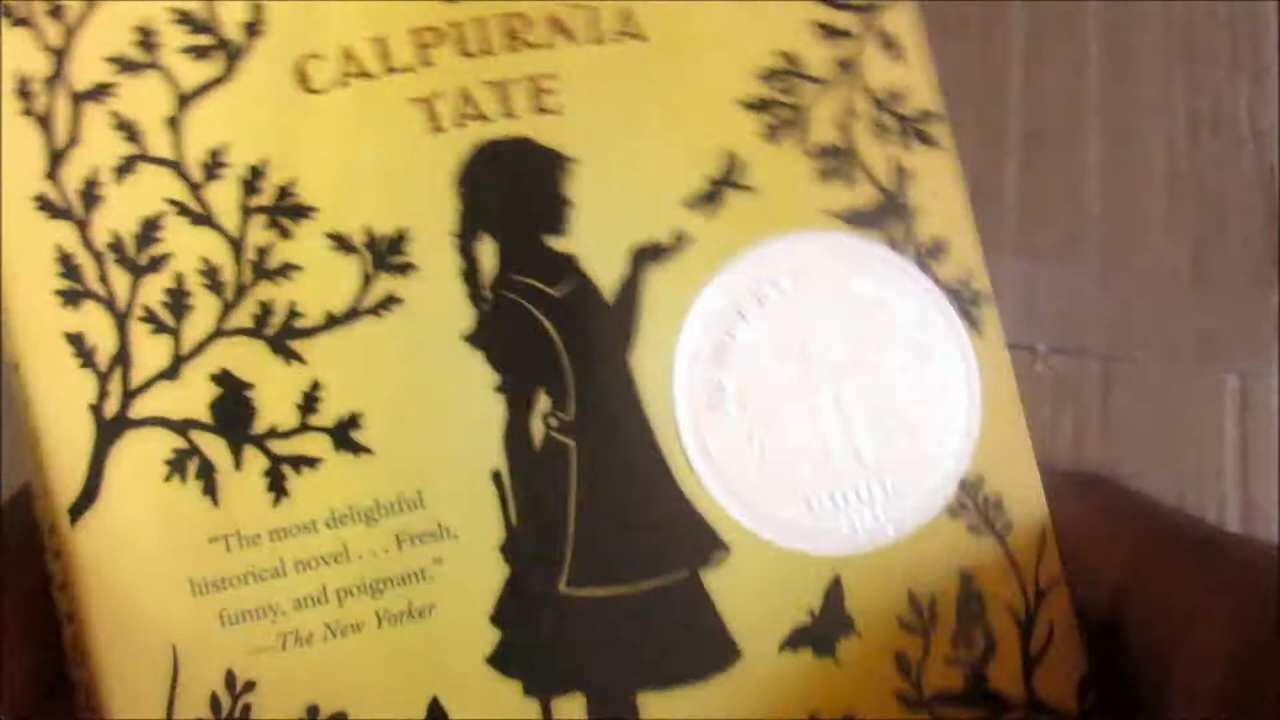 CALPURNIA
TATE
"The most delightful
historical novel . . . Fresh,
funny, and poignant."
—The New Yorker